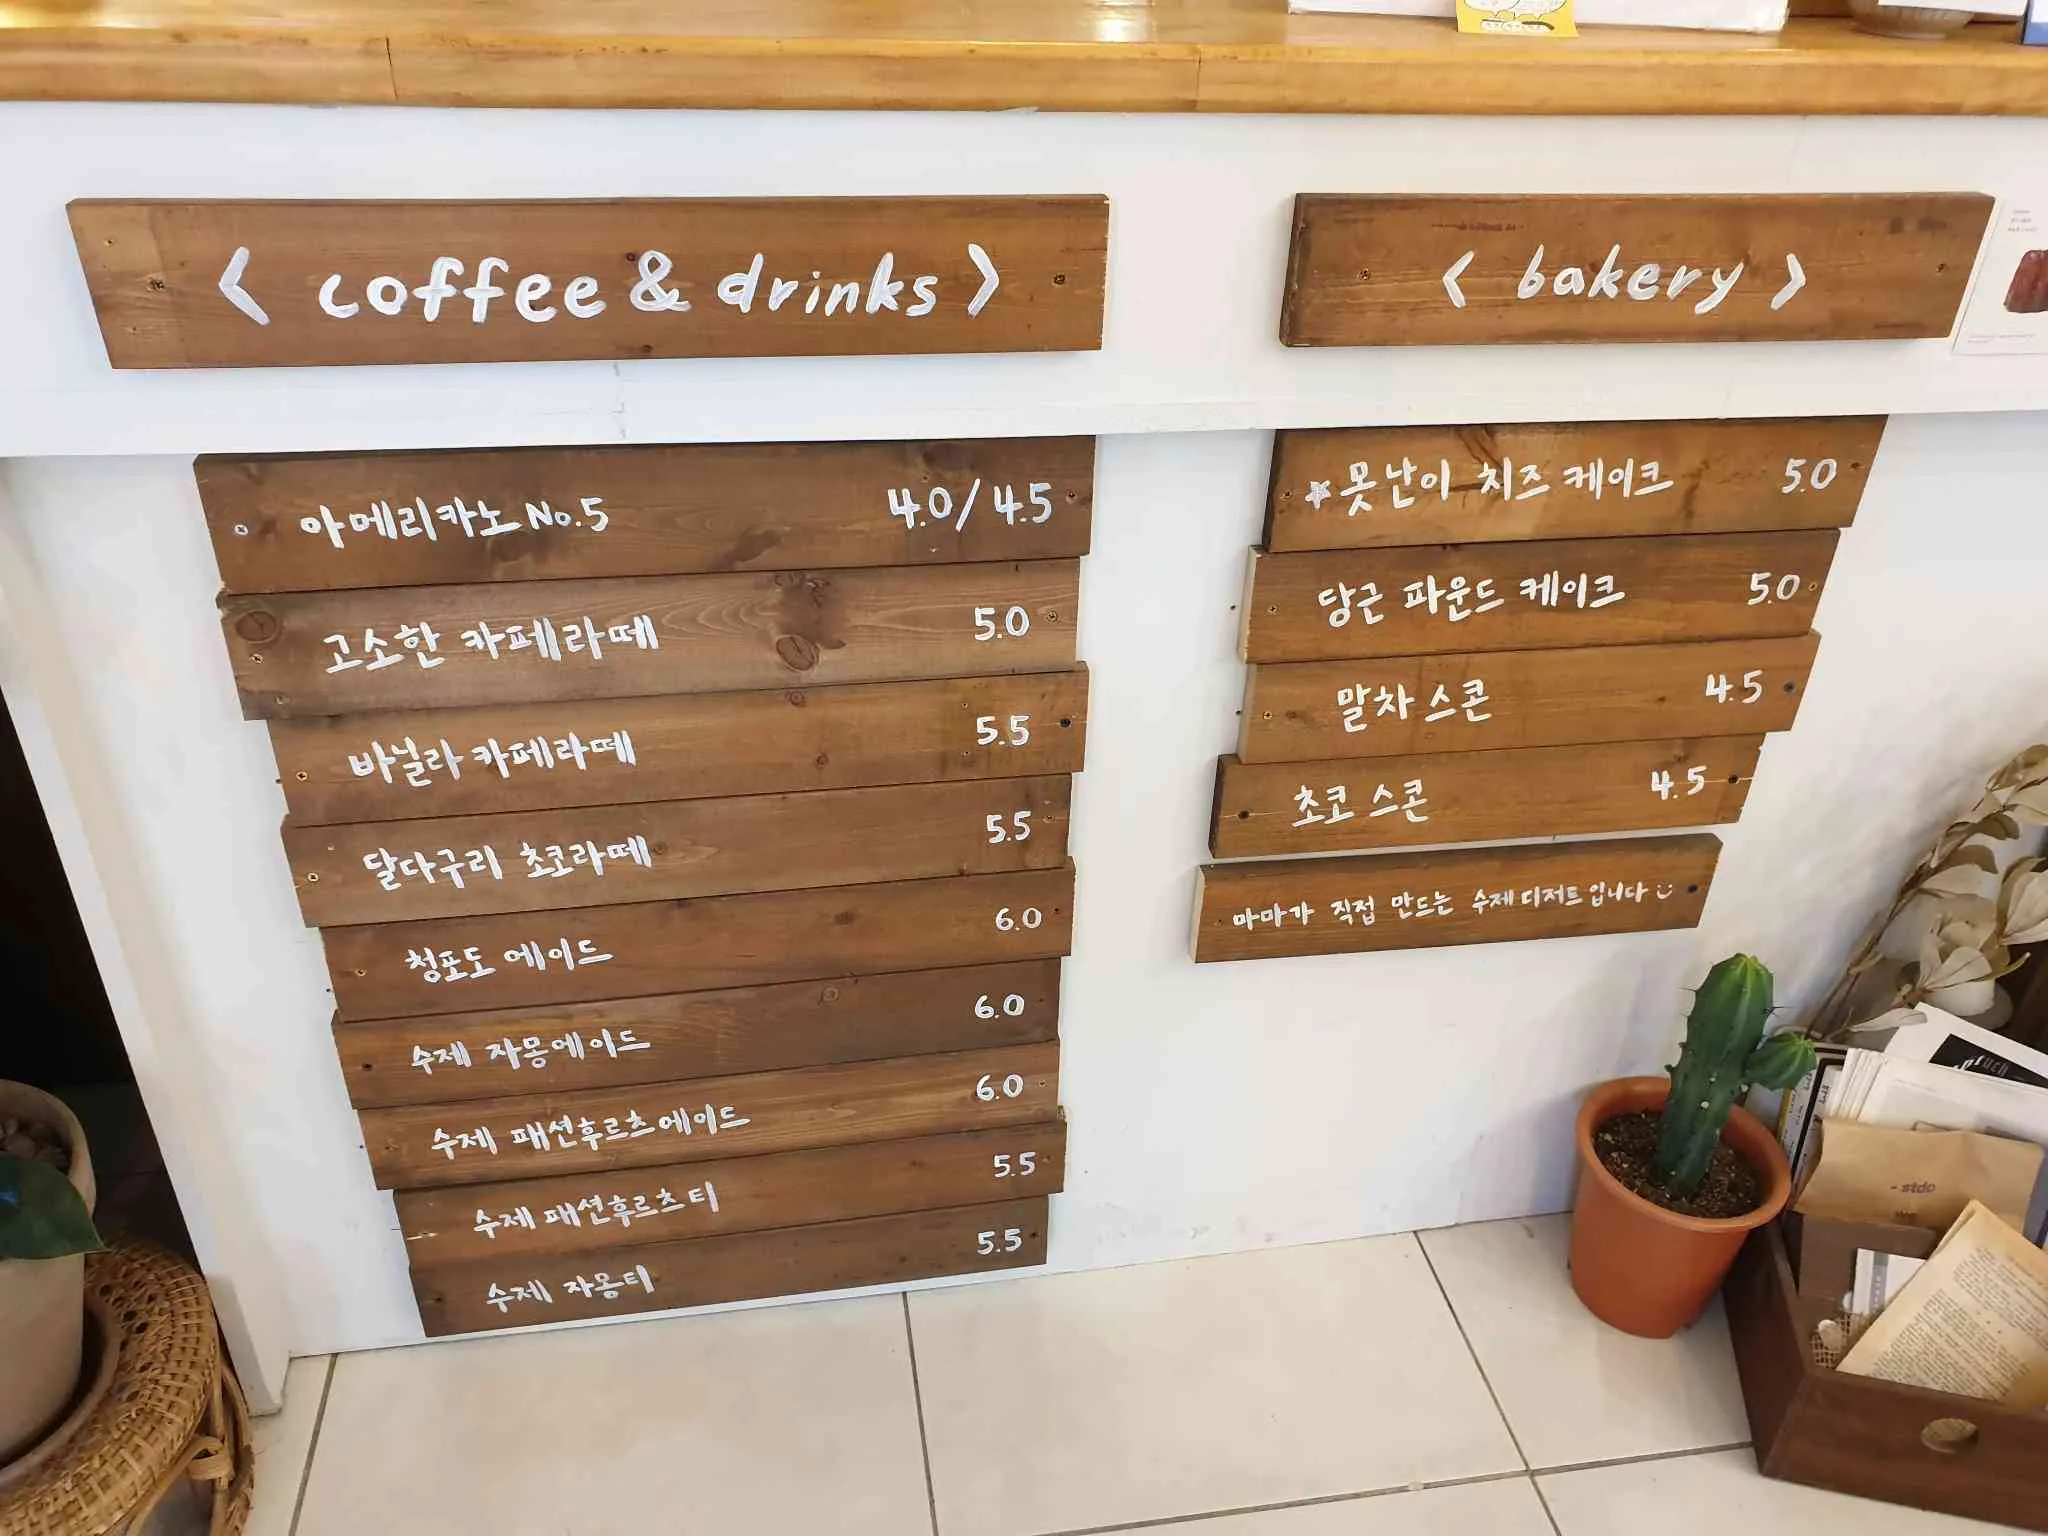 < coffee & drinks >
아메리카노 No.5 4.0/4.5
고소한 카페라떼 5.0
바닐라 카페라떼 5.5
달다구리 초코라떼 5.5
청포도 에이드 6.0
수제 자몽에이드 6.0
수제 패션후르츠에이드 6.0
수제 패션후르츠티 5.5
수제 자몽티 5.5
< bakery >
☆못난이 치즈 케이크 5.0
당근 파운드 케이크 5.0
말차 스콘 4.5
초코 스콘 4.5
마마가 직접 만드는 수제 디저트입니다